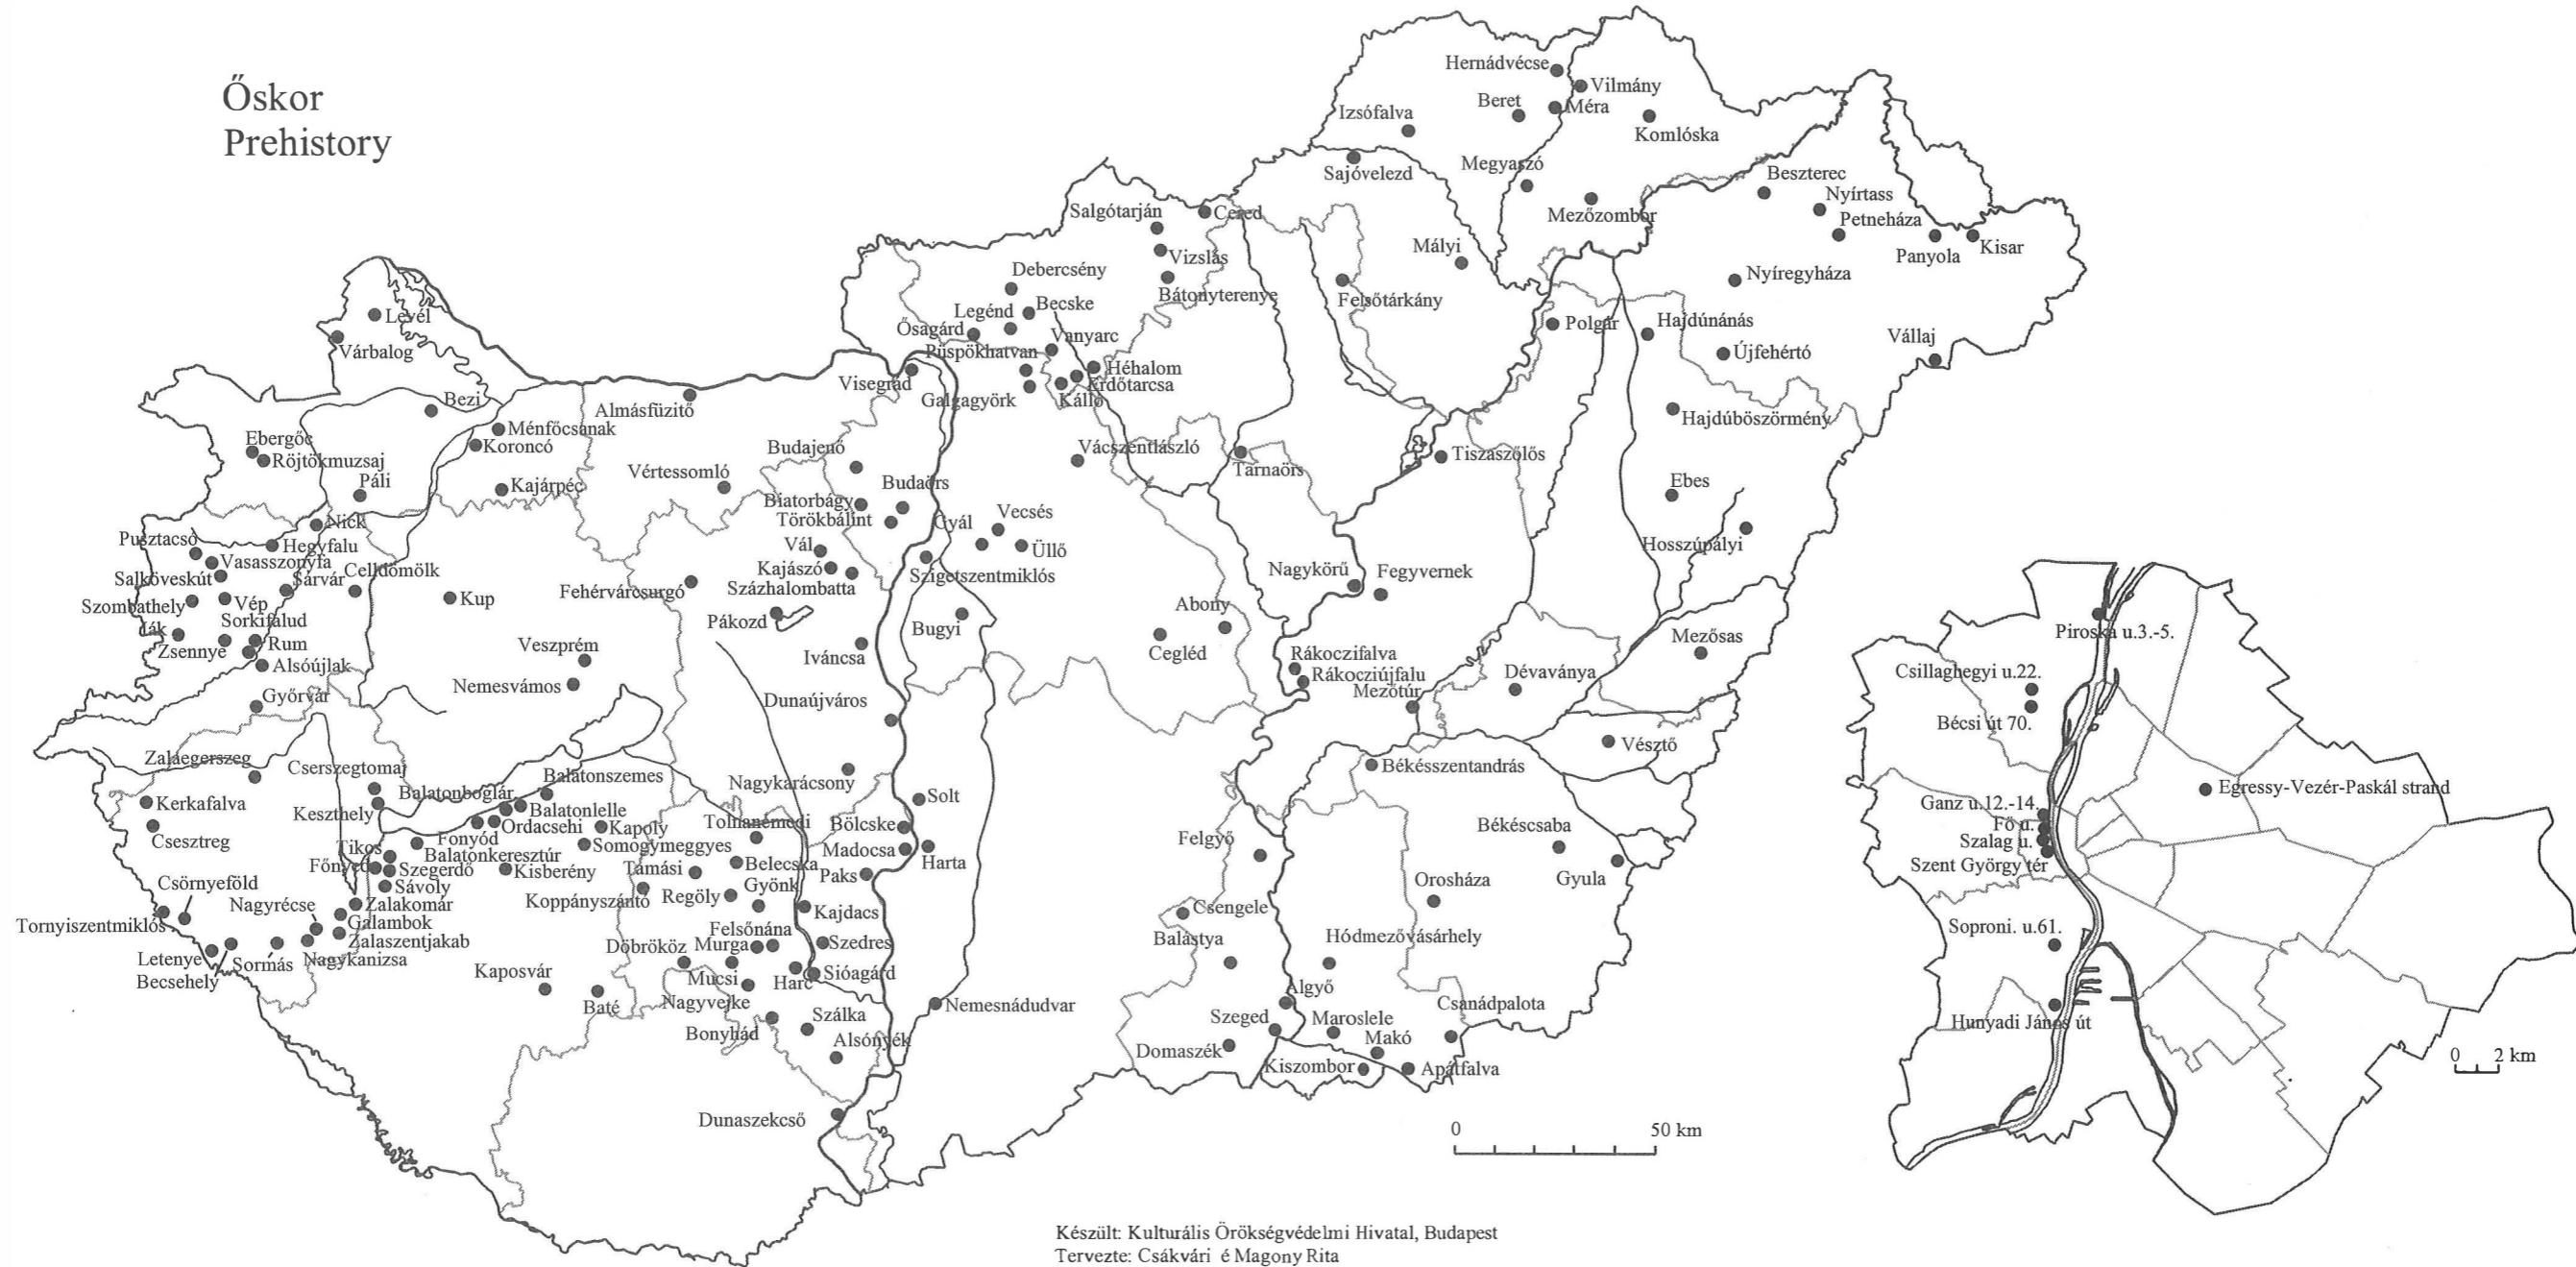 Őskor
Prehistory
Hernádvécse
Vilmány
Beret
Méra
Izsófalva
Komlóska
Sajóvelezd
Megyaszó
Mezőzombor
Beszterec
Nyírtass
Petneháza
Panyola
Kisar
Salgótarján
Cered
Vizslás
Bátonyterenye
Mályi
Felsőtárkány
Nyíregyháza
Debercsény
Legénd
Becske
Ősagárd
Vanyarc
Püspökhatvan
Héhalom
Erdőtarcsa
Kálló
Galgagyörk
Visegrád
Polgár
Hajdúnánás
Újfehértó
Vállaj
Levél
Várbalog
Bezi
Almásfüzitő
Ménfőcsanak
Koroncó
Hajdúböszörmény
Ebergőc
Röjtökmuzsaj
Páli
Kajárpéc
Vértessomló
Budajenő
Vácszentlászló
Tarnaörs
Tiszaszőlős
Budaörs
Biatorbágy
Törökbálint
Ebes
Nick
Gyál
Vecsés
Üllő
Hosszúpályi
Pusztacsó
Hegyfalu
Vasasszonyfa
Salköveskút
Sárvár
Celldömölk
Vál
Kajászó
Százhalombatta
Szigetszentmiklós
Fehérvárcsurgó
Nagykörű
Fegyvernek
Szombathely
Vép
Kup
Sorkifalud
Ják
Zsennye
Rum
Alsóújlak
Pákozd
Bugyi
Abony
Cegléd
Mezősas
Veszprém
Iváncsa
Rákoczifalva
Rákocziújfalu
Mezőtúr
Dévaványa
Győrvár
Nemesvámos
Dunaújváros
Vésztő
Zalaegerszeg
Cserszegtomaj
Balatonszemes
Nagykarácsony
Békésszentandrás
Kerkafalva
Keszthely
Balatonboglár
Balatonlelle
Solt
Csesztreg
Ordacsehi
Kapoly
Tolnanémedi
Bölcske
Békéscsaba
Fonyód
Somogymeggyes
Felgyő
Tikos
Balatonkeresztúr
Madocsa
Harta
Főnyed
Szegerdő
Kisberény
Tamási
Belecska
Paks
Gyula
Csörnyeföld
Sávoly
Koppányszántó
Regöly
Gyönk
Orosháza
Nagyrécse
Zalakomár
Kajdacs
Csengele
Tornyiszentmiklós
Galambok
Felsőnána
Zalaszentjakab
Döbrököz
Murga
Szedres
Balástya
Hódmezővásárhely
Letenye
Becsehely
Sormás
Nagykanizsa
Kaposvár
Mucsi
Harc
Sióagárd
Baté
Nagyvejke
Nemesnádudvar
Algyő
Csanádpalota
Bonyhád
Szálka
Szeged
Maroslele
Alsónyék
Makó
Domaszék
Kiszombor
Apátfalva
Dunaszekcső
0 50 km
Piroska u.3.-5.
Csillaghegyi u.22.
Bécsi út 70.
Egressy-Vezér-Paskál strand
Ganz u.12.-14.
Fő u.
Szalag u.
Szent György tér
Soproni. u.61.
Hunyadi János út
0 2 km
Készült: Kulturális Örökségvédelmi Hivatal, Budapest
Tervezte: Csákvári é Magony Rita